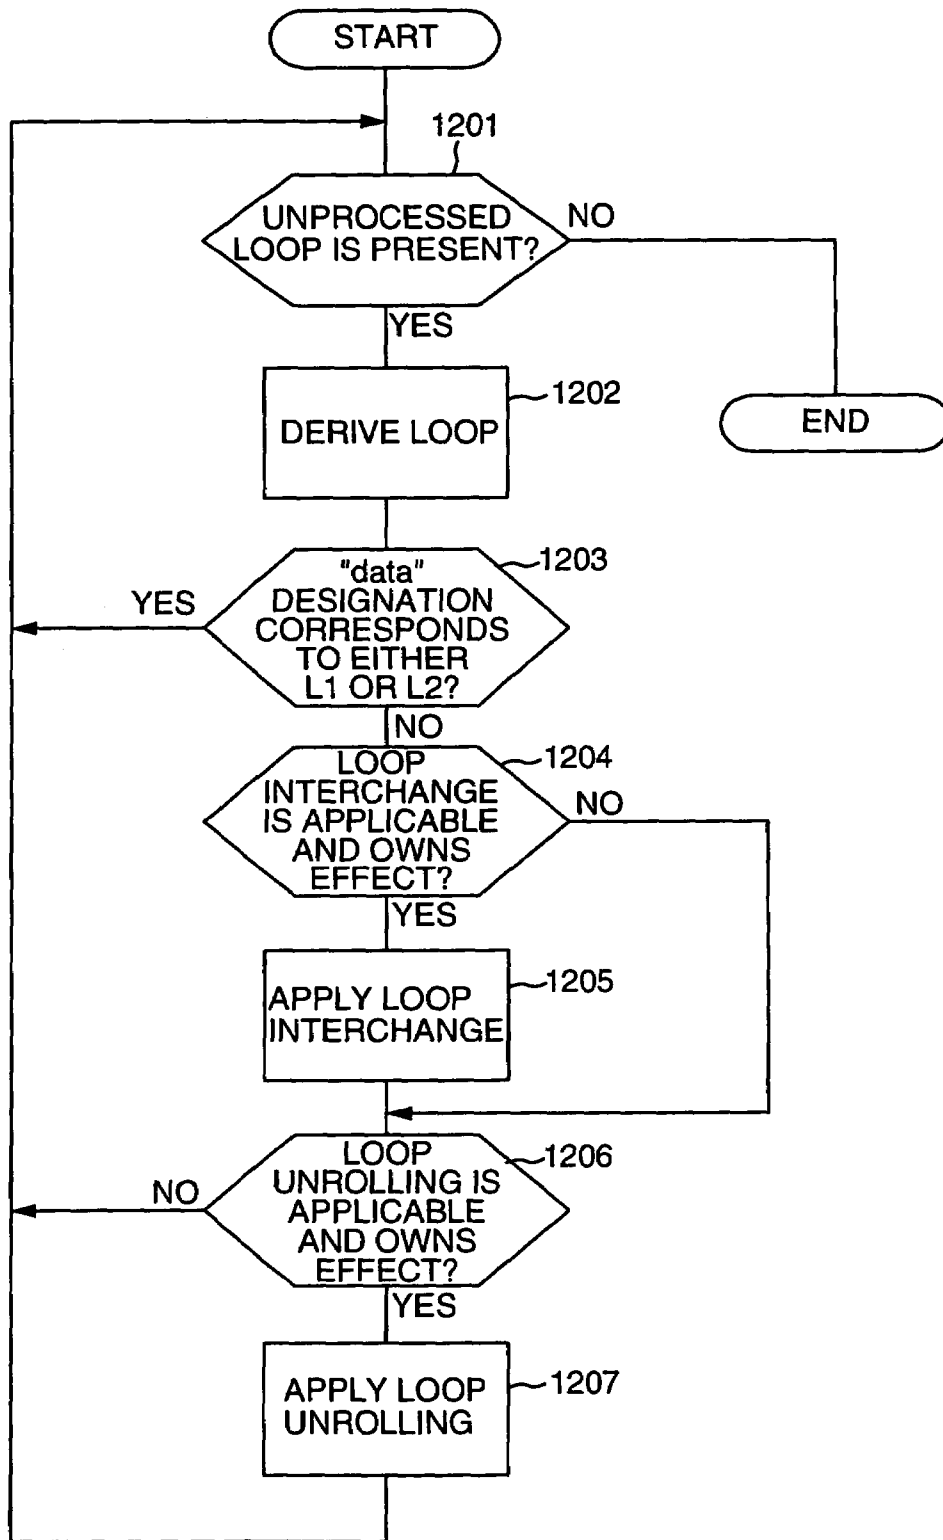 START
1201
UNPROCESSED
LOOP IS PRESENT?
NO
YES
1202
DERIVE LOOP
END
1203
"data"
DESIGNATION
CORRESPONDS
TO EITHER
L1 OR L2?
YES
NO
1204
LOOP
INTERCHANGE
IS APPLICABLE
AND OWNS
EFFECT?
NO
YES
1205
APPLY LOOP
INTERCHANGE
1206
LOOP
UNROLLING IS
APPLICABLE
AND OWNS
EFFECT?
NO
YES
1207
APPLY LOOP
UNROLLING